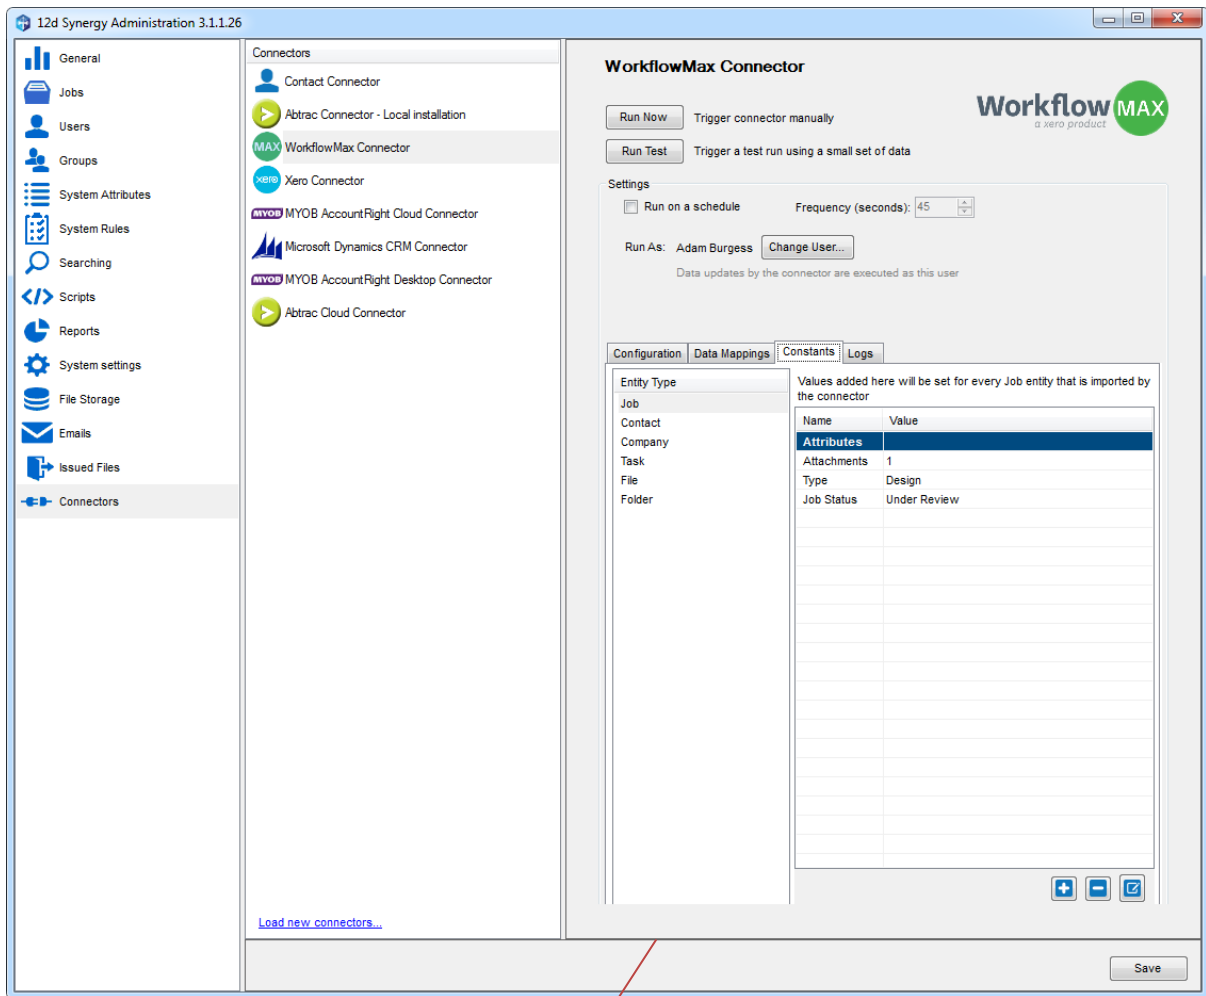 12d Synergy Administration 3.1.1.26
General
Jobs
Users
Groups
System Attributes
System Rules
Searching
Scripts
Reports
System settings
File Storage
Emails
Issued Files
Connectors
Connectors
Contact Connector
Abtrac Connector - Local installation
MAX WorkflowMax Connector
xero Xero Connector
MYOB MYOB AccountRight Cloud Connector
Microsoft Dynamics CRM Connector
MYOB MYOB AccountRight Desktop Connector
Abtrac Cloud Connector
Load new connectors...
WorkflowMax Connector
Workflow MAX
a xero product
Run Now Trigger connector manually
Run Test Trigger a test run using a small set of data
Settings
Run on a schedule Frequency (seconds): 45
Run As: Adam Burgess Change User...
Data updates by the connector are executed as this user
Configuration Data Mappings Constants Logs
Entity Type
Job
Contact
Company
Task
File
Folder
Values added here will be set for every Job entity that is imported by
the connector
Name Value
Attributes
Attachments 1
Type Design
Job Status Under Review
Save